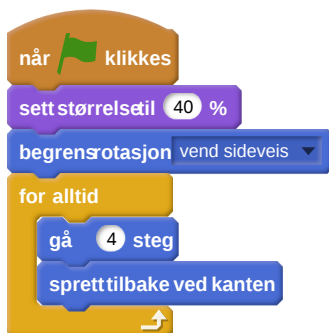 når klikkes
sett størrelse til 40 %
begrens rotasjon vend sideveis
for alltid
gå 4 steg
sprett tilbake ved kanten